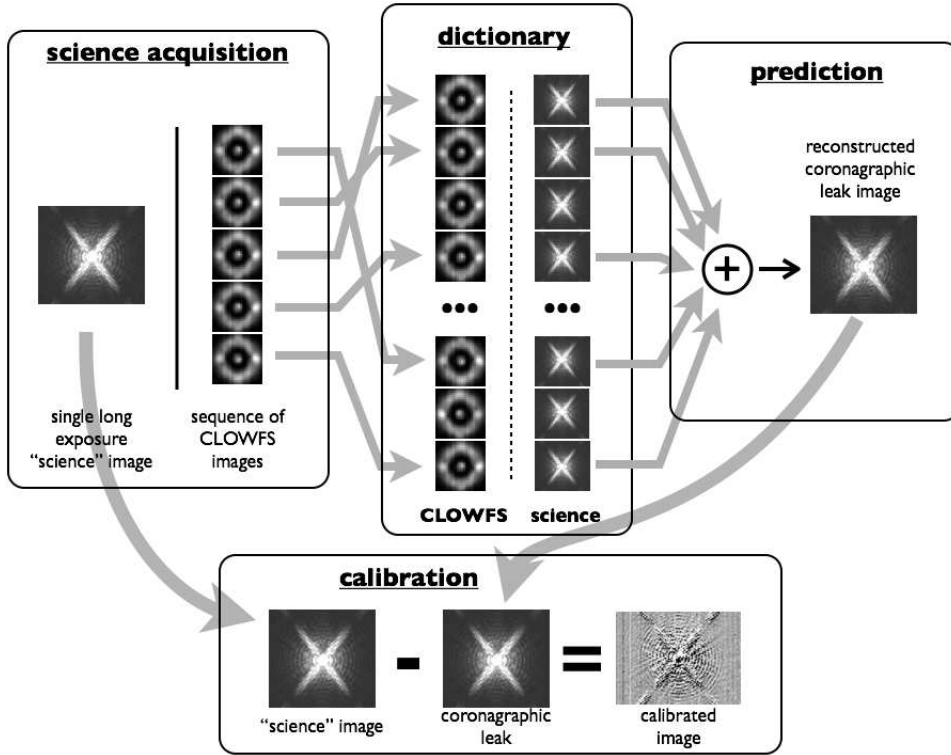 science acquisition
single long
exposure
“science” image
sequence of
CLOWFS
images
dictionary
•••
•••
CLOWFS
science
prediction
reconstructed
coronagraphic
leak image
+
calibration
“science” image
-
coronagraphic
leak
=
calibrated
image